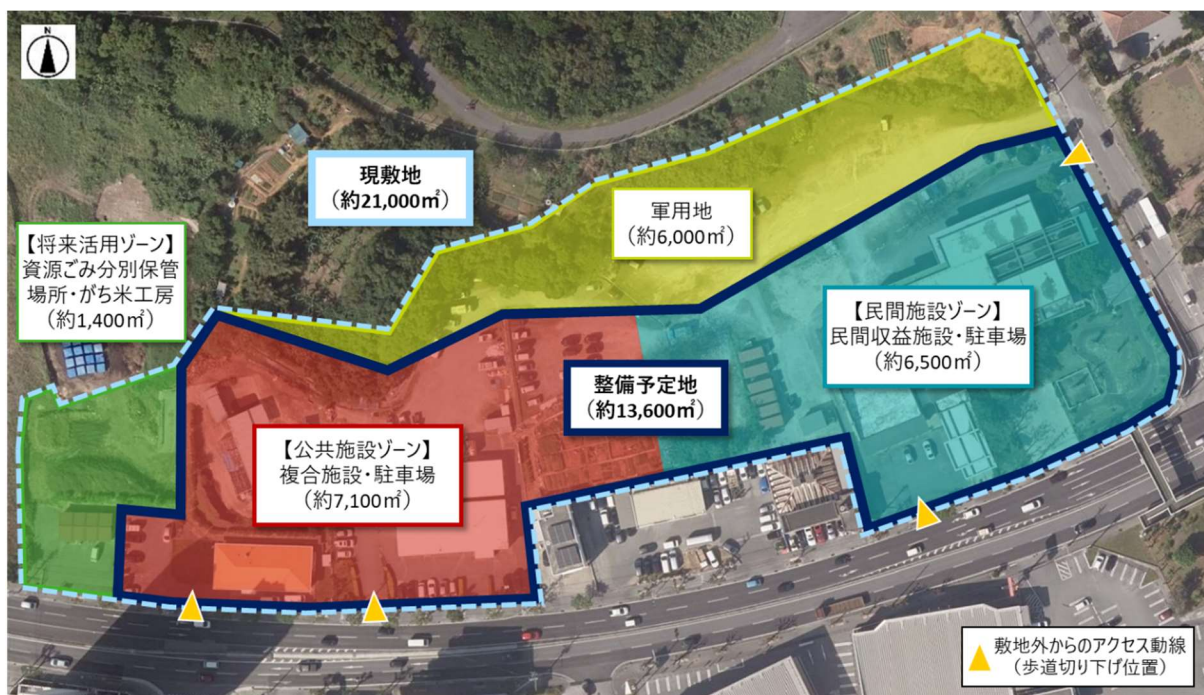 N
現敷地
（約21,000㎡）
軍用地
（約6,000㎡）
【将来活用ゾーン】
資源ごみ分別保管
場所・がち米工房
（約1,400㎡）
【民間施設ゾーン】
民間収益施設・駐車場
（約6,500㎡）
整備予定地
（約13,600㎡）
【公共施設ゾーン】
複合施設・駐車場
（約7,100㎡）
敷地外からのアクセス動線
（歩道切り下げ位置）